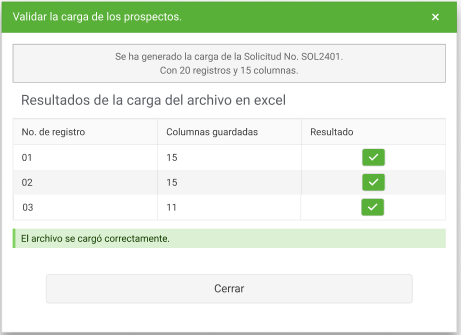 Validar la carga de los prospectos.
×
Se ha generado la carga de la Solicitud No. SOL2401.
Con 20 registros y 15 columnas.
Resultados de la carga del archivo en excel
No. de registro Columnas guardadas Resultado
01 15
02 15
03 11
El archivo se cargó correctamente.
Cerrar